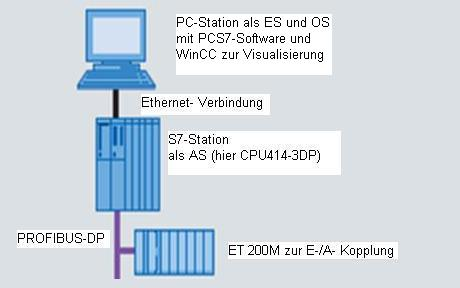 PC-Station als ES und OS
mit PCS7-Software und
WinCC zur Visualisierung
Ethernet- Verbindung
S7-Station
als AS (hier CPU414-3DP)
PROFIBUS-DP
ET 200M zur E-/A- Kopplung